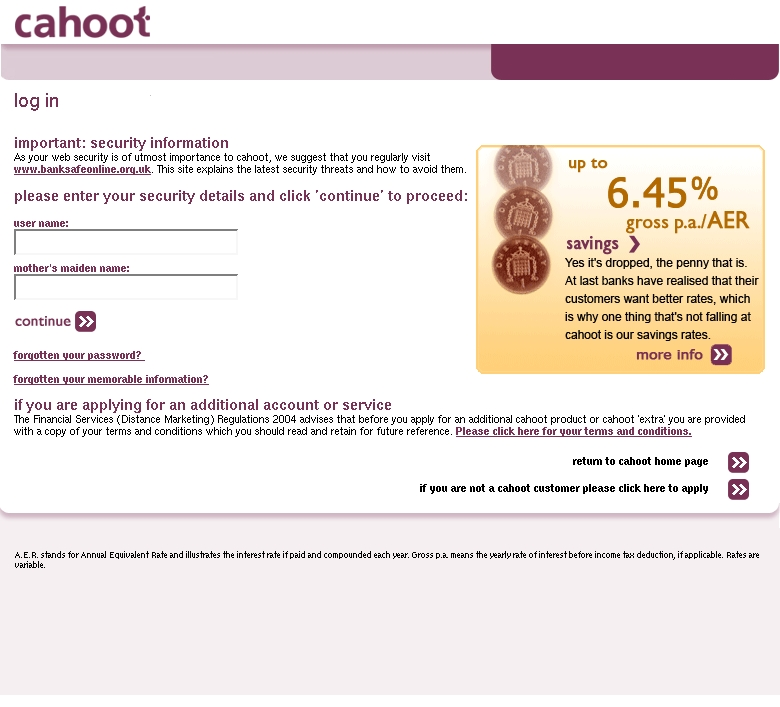 cahoot
log in
important: security information
As your web security is of utmost importance to cahoot, we suggest that you regularly visit
www.banksafeonline.org.uk. This site explains the latest security threats and how to avoid them.
please enter your security details and click 'continue' to proceed:
user name:
mother's maiden name:
continue
forgotten your password?
forgotten your memorable information?
up to
6.45%
gross p.a./AER
savings
Yes it's dropped, the penny that is.
At last banks have realised that their
customers want better rates, which
is why one thing that's not falling at
cahoot is our savings rates.
more info
if you are applying for an additional account or service
The Financial Services (Distance Marketing) Regulations 2004 advises that before you apply for an additional cahoot product or cahoot 'extra' you are provided
with a copy of your terms and conditions which you should read and retain for future reference. Please click here for your terms and conditions.
return to cahoot home page
if you are not a cahoot customer please click here to apply
A.E.R. stands for Annual Equivalent Rate and illustrates the interest rate if paid and compounded each year. Gross p.a. means the yearly rate of interest before income tax deduction, if applicable. Rates are
variable.